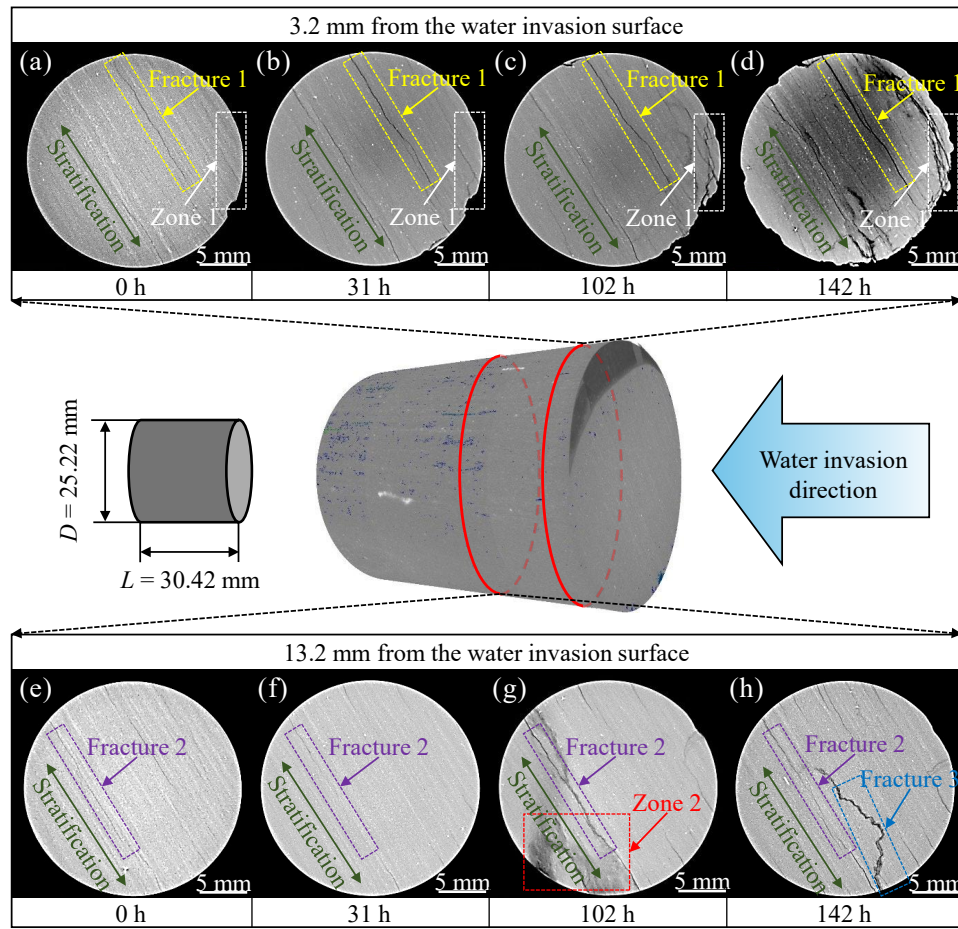 3.2 mm from the water invasion surface
(a) (b) (c) (d)
Fracture 1 Fracture 1 Fracture 1 Fracture 1
Stratification Stratification Stratification Stratification
Zone 1 Zone 1 Zone 1 Zone 1
5 mm 5 mm 5 mm 5 mm
0 h 31 h 102 h 142 h
D = 25.22 mm
L = 30.42 mm
Water invasion
direction
13.2 mm from the water invasion surface
(e) (f) (g) (h)
Fracture 2 Fracture 2 Fracture 2 Fracture 2
Fracture 3
Stratification Stratification Stratification Stratification
Zone 2
5 mm 5 mm 5 mm 5 mm
0 h 31 h 102 h 142 h